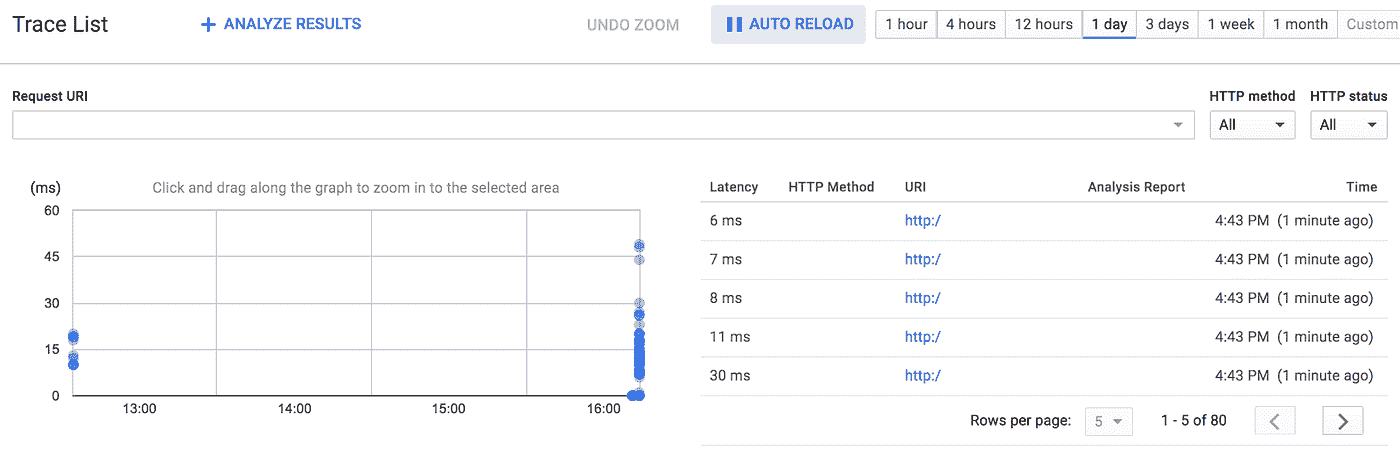 Trace List + ANALYZE RESULTS UNDO ZOOM AUTO RELOAD 1 hour 4 hours 12 hours 1 day 3 days 1 week 1 month Custom
Request URI HTTP method HTTP status
All All
(ms) Click and drag along the graph to zoom in to the selected area
60
45
30
15
0
13:00 14:00 15:00 16:00
Latency HTTP Method URI Analysis Report Time
6 ms http:/ 4:43 PM (1 minute ago)
7 ms http:/ 4:43 PM (1 minute ago)
8 ms http:/ 4:43 PM (1 minute ago)
11 ms http:/ 4:43 PM (1 minute ago)
30 ms http:/ 4:43 PM (1 minute ago)
Rows per page: 5 1 - 5 of 80